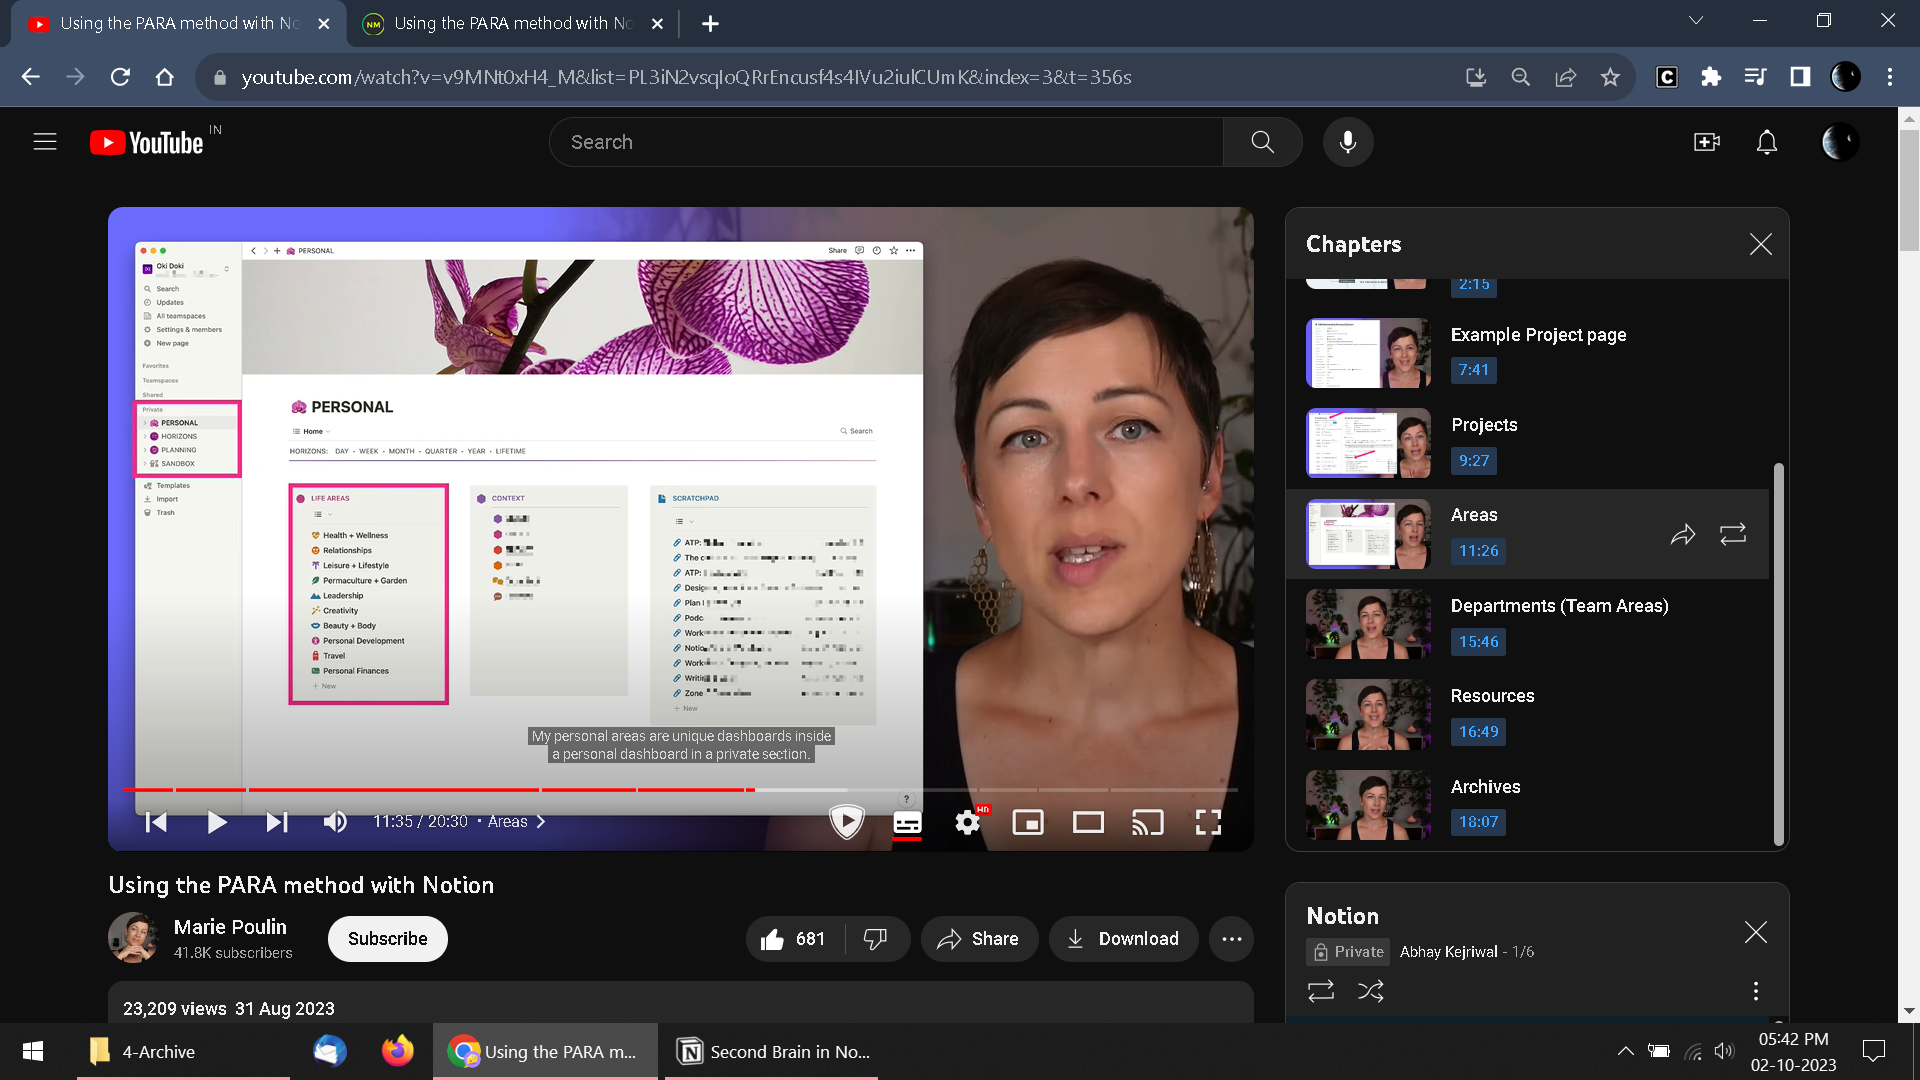 Using the PARA method with No
Using the PARA method with No
youtube.com/watch?v=v9MNt0xH4_M&list=PL3iN2vsqIoQRrEncusf4s4lVu2iulCUmK&index=3&t=356s
YouTube IN
Search
Oki Doki
Search
Updates
All teamspaces
Settings & members
New page
Favorites
Teamspaces
Shared
Private
PERSONAL
HORIZONS
PLANNING
SANDBOX
Templates
Import
Trash
PERSONAL
Share
PERSONAL
Home
Search
HORIZONS: DAY • WEEK • MONTH • QUARTER • YEAR • LIFETIME
LIFE AREAS
Health + Wellness
Relationships
Leisure + Lifestyle
Permaculture + Garden
Leadership
Creativity
Beauty + Body
Personal Development
Travel
Personal Finances
+ New
CONTEXT
SCRATCHPAD
ATP:
The
ATP:
Desig
Plan
Podc
Work
Notio
Work
Writi
Zone
+ New
My personal areas are unique dashboards inside
a personal dashboard in a private section.
?
11:35 / 20:30 • Areas
HD
Chapters
2:15
Example Project page
7:41
Projects
9:27
Areas
11:26
Departments (Team Areas)
15:46
Resources
16:49
Archives
18:07
Using the PARA method with Notion
Marie Poulin
41.8K subscribers
Subscribe
681
Share
Download
23,209 views 31 Aug 2023
Notion
Private Abhay Kejriwal - 1/6
4-Archive
Using the PARA m...
Second Brain in No...
05:42 PM
02-10-2023